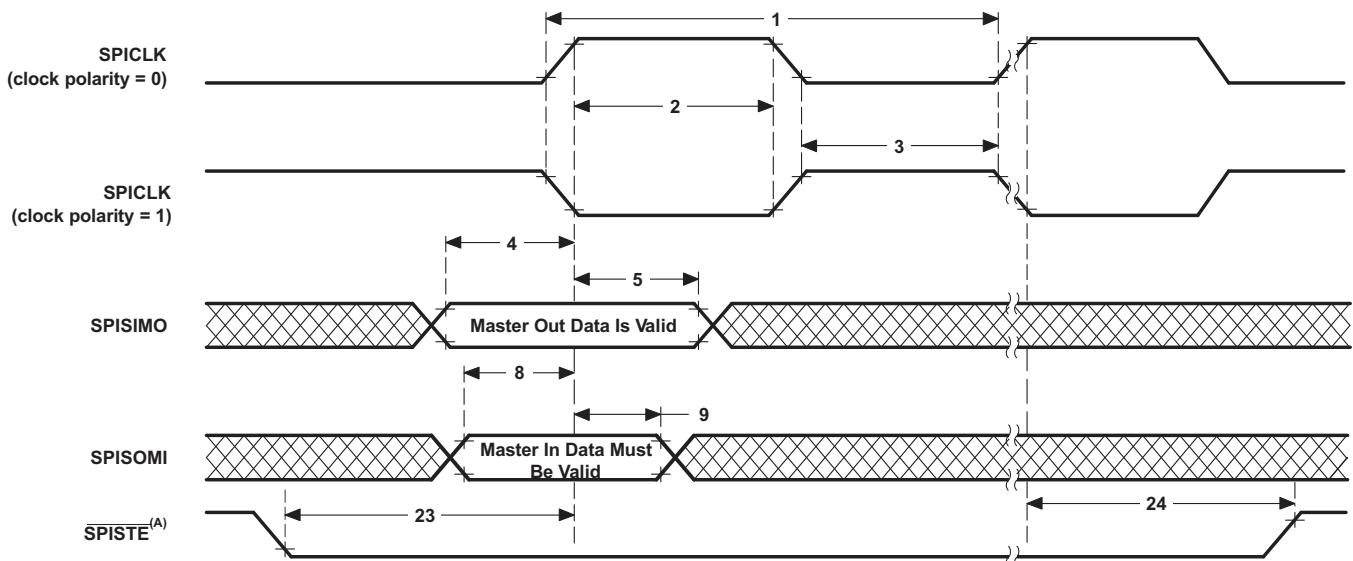 1
SPICLK
(clock polarity = 0)
2
3
SPICLK
(clock polarity = 1)
4
5
SPISIMO
Master Out Data Is Valid
8
9
SPISOMI
Master In Data Must
Be Valid
23
24
SPISTE(A)